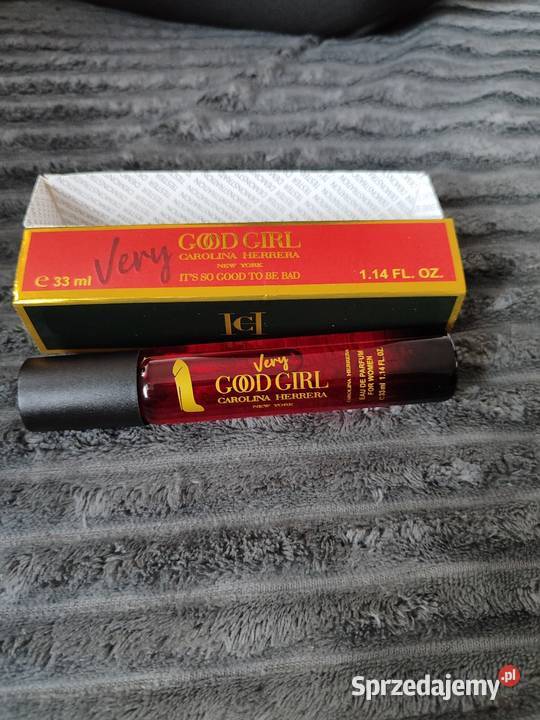 Very
GOOD GIRL
CAROLINA HERRERA
NEW YORK
IT'S SO GOOD TO BE BAD
e 33 ml
1.14 FL. OZ.
CH
Very
GOOD GIRL
CAROLINA HERRERA
NEW YORK
CAROLINA HERRERA
EAU DE PARFUM
FOR WOMEN
e 33ml 1.14 FL.OZ.
Sprzedajemy.pl